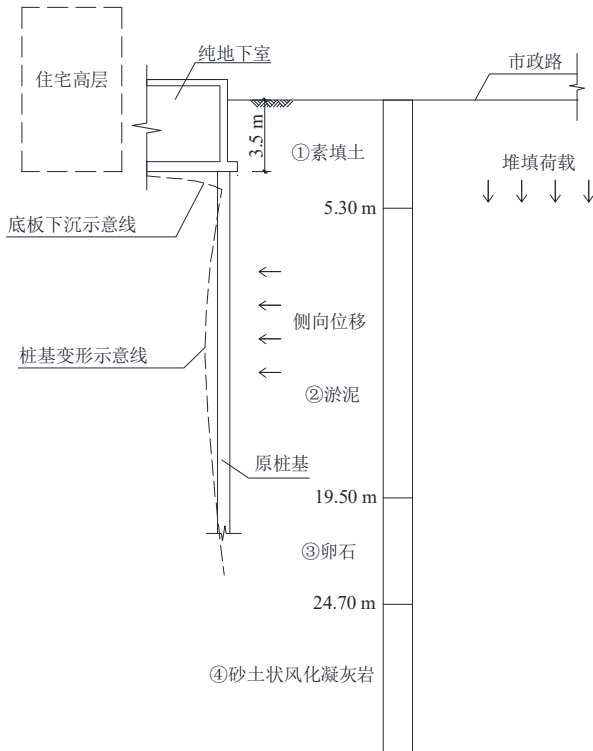 纯地下室
市政路
住宅高层
3.5 m
①素填土
堆填荷载
5.30 m
底板下沉示意线
侧向位移
桩基变形示意线
②淤泥
原桩基
19.50 m
③卵石
24.70 m
④砂土状风化凝灰岩